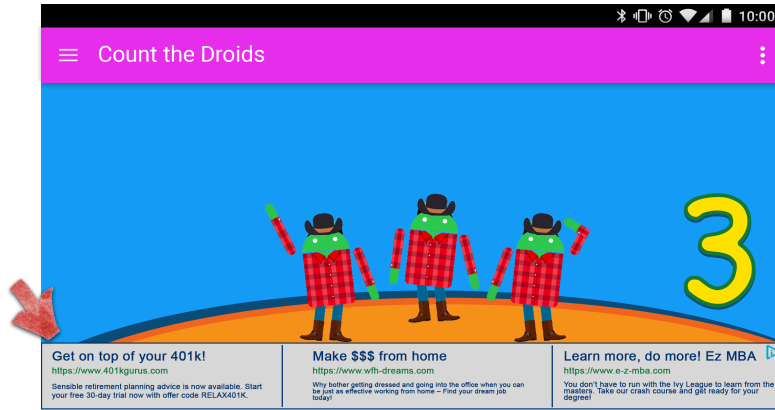 10:00
Count the Droids
3
Get on top of your 401k!
https://www.401kgurus.com
Sensible retirement planning advice is now available. Start
your free 30-day trial now with offer code RELAX401K.
Make $$$ from home
https://www.wfh-dreams.com
Why bother getting dressed and going into the office when you can
be just as effective working from home – Find your dream job
today!
Learn more, do more! Ez MBA
https://www.e-z-mba.com
You don't have to run with the Ivy League to learn from the
masters. Take our crash course and get ready for your
degree!